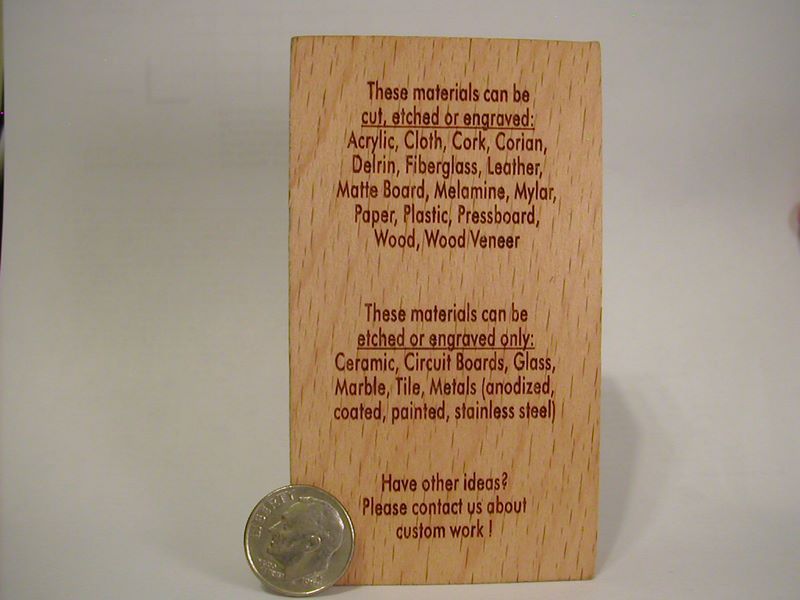 These materials can be
cut, etched or engraved:
Acrylic, Cloth, Cork, Corian,
Delrin, Fiberglass, Leather,
Matte Board, Melamine, Mylar,
Paper, Plastic, Pressboard,
Wood, Wood Veneer
These materials can be
etched or engraved only:
Ceramic, Circuit Boards, Glass,
Marble, Tile, Metals (anodized,
coated, painted, stainless steel)
Have other ideas?
Please contact us about
custom work !
LIBERTY